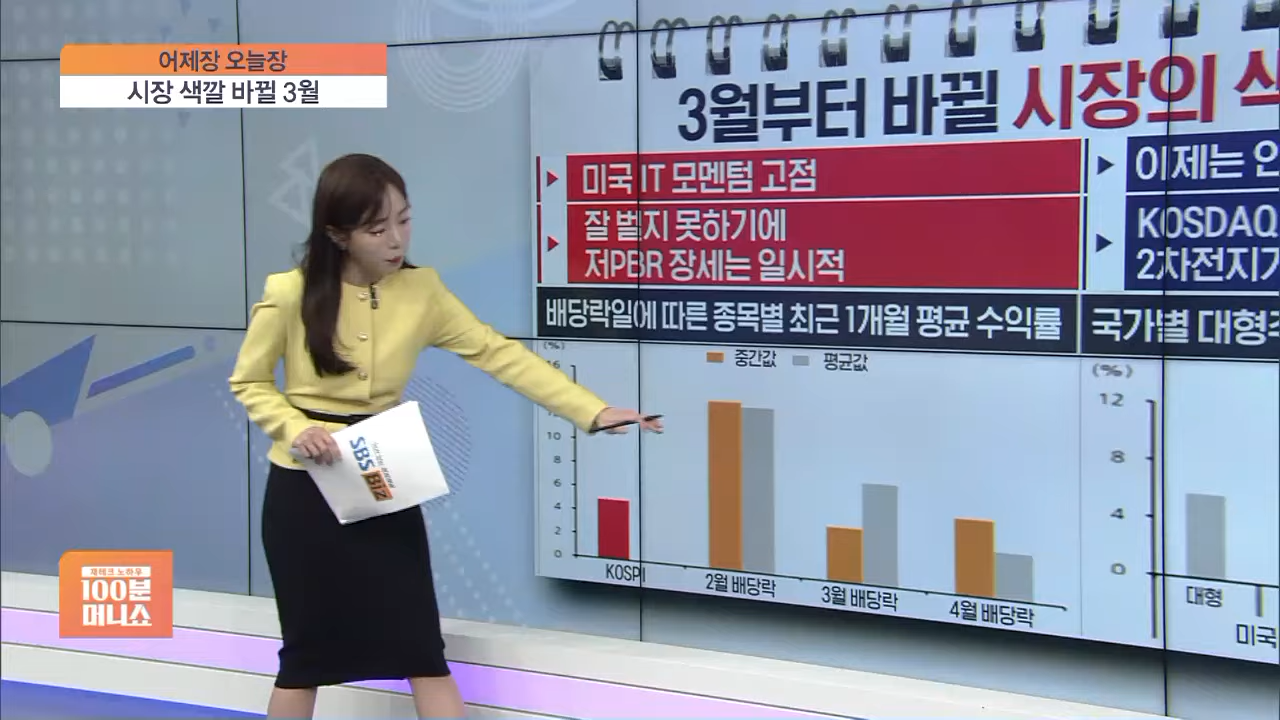 어제장 오늘장
시장 색깔 바뀔 3월
3월부터 바뀔 시장의
미국 IT 모멘텀 고점
잘 벌지 못하기에
저PBR 장세는 일시적
이제는
KOSDAQ
2차전지
배당락일에 따른 종목별 최근 1개월 평균 수익률
국가별 대형
(%)
중간값
평균값
16
10
8
6
4
2
0
KOSPI
2월 배당락
3월 배당락
4월 배당락
(%)
12
8
4
0
대형
미국
SBS Biz
재테크 노하우
100분
머니쇼